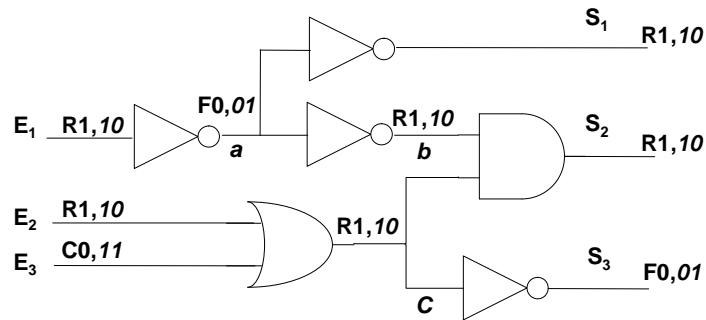 S1
R1,10
F0,01
E1 R1,10
a
R1,10
b
S2
R1,10
E2 R1,10
E3 C0,11
R1,10
C
S3
F0,01